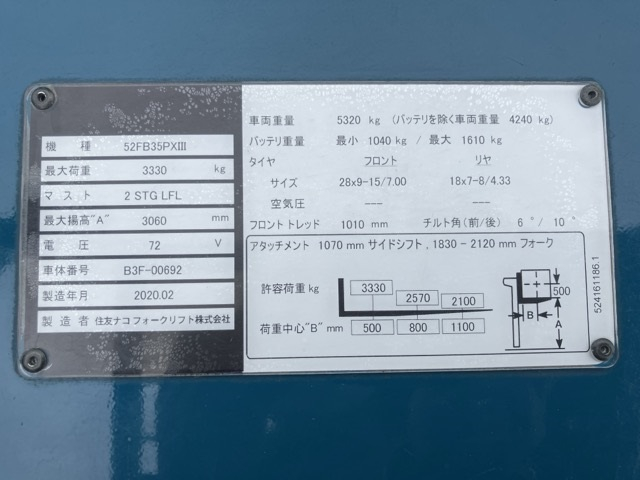 機 種 52FB35PXIII
最大荷重 3330 kg
マ ス ト 2 STG LFL
最大揚高"A" 3060 mm
電 圧 72 V
車体番号 B3F-00692
製造年月 2020.02
製 造 者 住友ナコ フォークリフト株式会社
車両重量 5320 kg (バッテリを除く車両重量 4240 kg)
バッテリ重量 最小 1040 kg / 最大 1610 kg
タイヤ フロント リヤ
サイズ 28x9-15/7.00 18x7-8/4.33
空気圧 --- ---
フロントトレッド 1010 mm チルト角(前/後) 6 ° / 10 °
アタッチメント 1070 mm サイドシフト , 1830 - 2120 mm フォーク
許容荷重 kg 3330 2570 2100
荷重中心"B" mm 500 800 1100
500
B
A
524161186.1